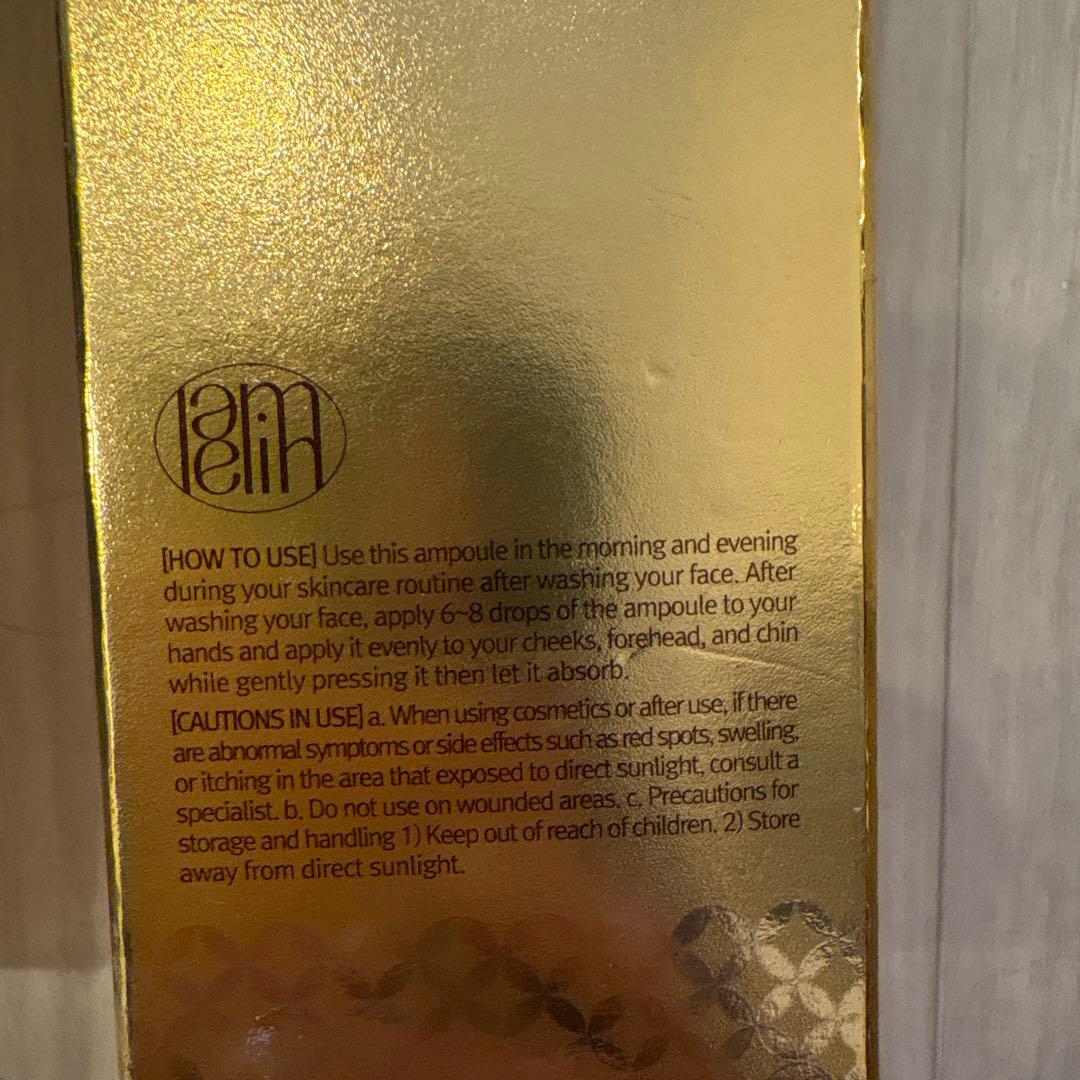 Iam
elin
[HOW TO USE] Use this ampoule in the morning and evening
during your skincare routine after washing your face. After
washing your face, apply 6~8 drops of the ampoule to your
hands and apply it evenly to your cheeks, forehead, and chin
while gently pressing it then let it absorb.
[CAUTIONS IN USE] a. When using cosmetics or after use, if there
are abnormal symptoms or side effects such as red spots, swelling,
or itching in the area that exposed to direct sunlight, consult a
specialist. b. Do not use on wounded areas. c. Precautions for
storage and handling 1) Keep out of reach of children. 2) Store
away from direct sunlight.